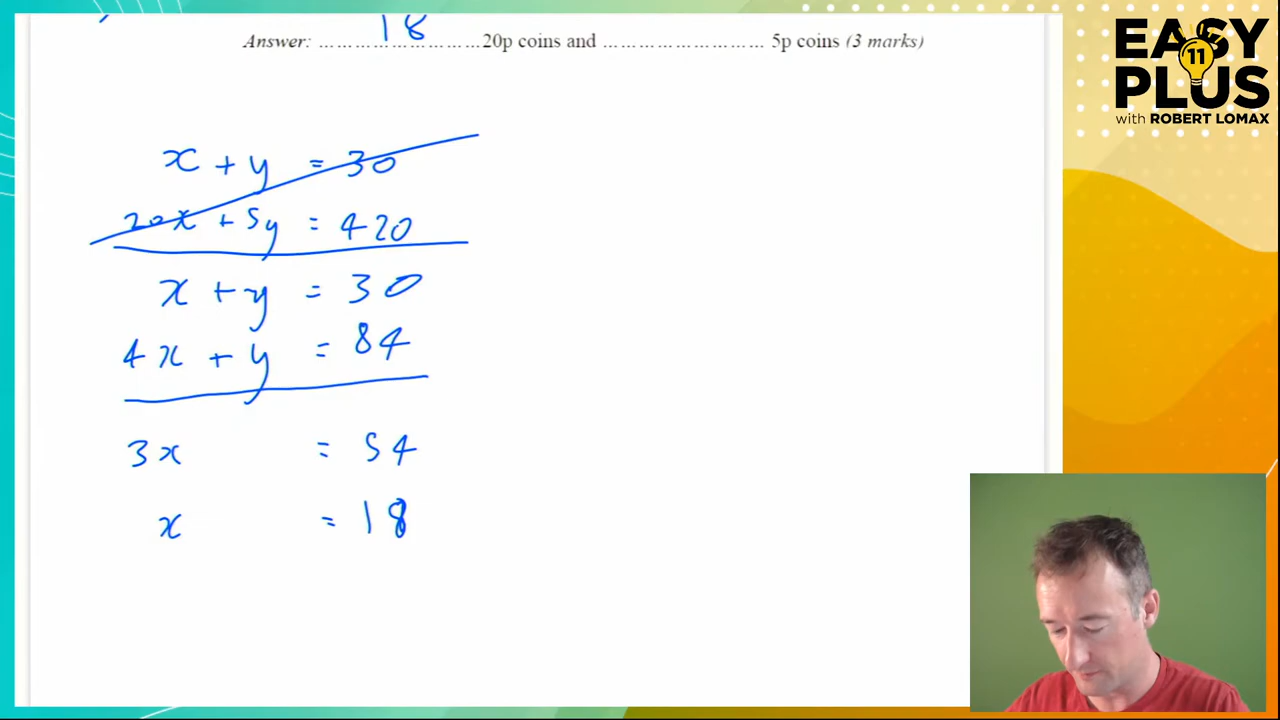 18
Answer: ........................20p coins and ........................ 5p coins (3 marks)
x + y = 30
20x + 5y = 420
x + y = 30
4x + y = 84
3x = 54
x = 18
EASY
11
PLUS
with ROBERT LOMAX